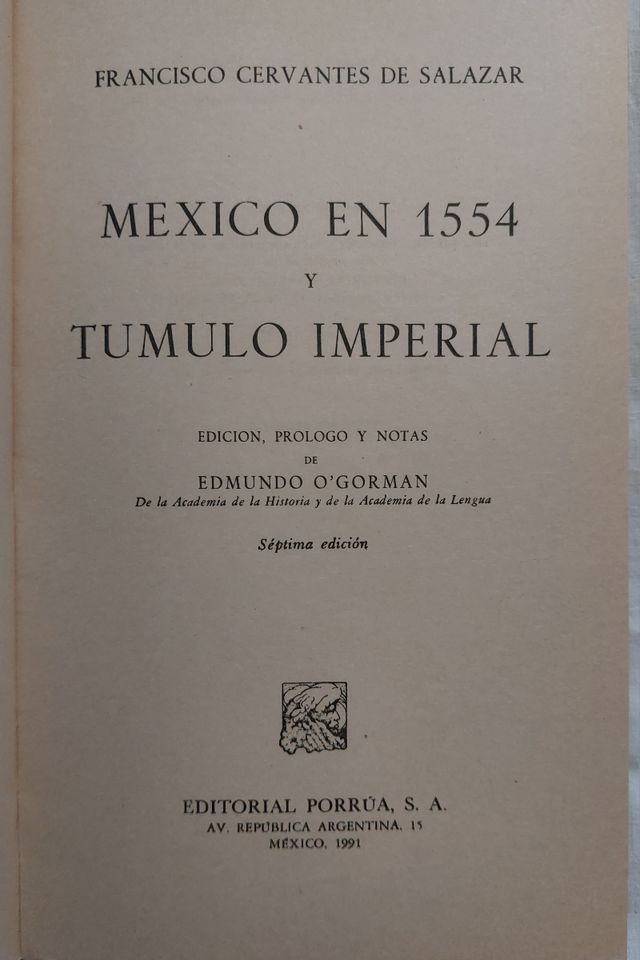 FRANCISCO CERVANTES DE SALAZAR
MEXICO EN 1554
Y
TUMULO IMPERIAL
EDICION, PROLOGO Y NOTAS
DE
EDMUNDO O'GORMAN
De la Academia de la Historia y de la Academia de la Lengua
Séptima edición
EDITORIAL PORRÚA, S. A.
AV. REPÚBLICA ARGENTINA, 15
MÉXICO, 1991